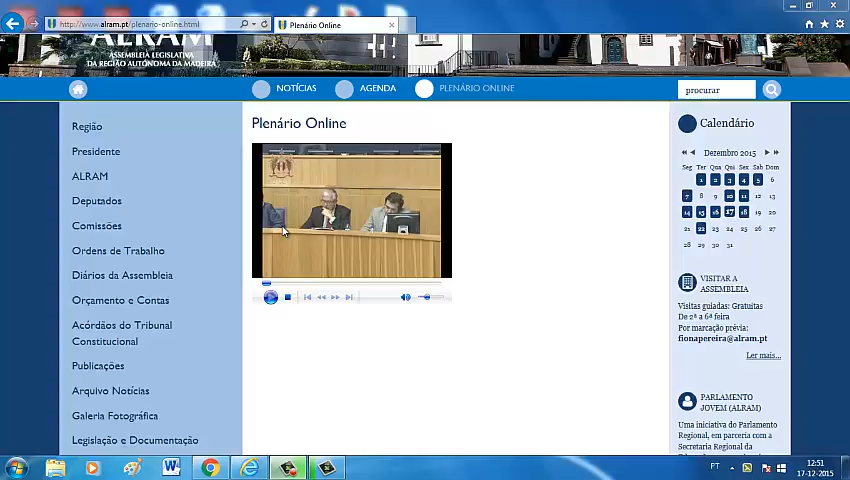 http://www.alram.pt/plenario-online.html
Plenário Online
ALRAM
ASSEMBLEIA LEGISLATIVA
DA REGIÃO AUTÓNOMA DA MADEIRA
NOTÍCIAS
AGENDA
PLENÁRIO ONLINE
procurar
Região
Presidente
ALRAM
Deputados
Comissões
Ordens de Trabalho
Diários da Assembleia
Orçamento e Contas
Acórdãos do Tribunal
Constitucional
Publicações
Arquivo Notícias
Galeria Fotográfica
Legislação e Documentação
Plenário Online
Calendário
Dezembro 2015
Seg Ter Qua Qui Sex Sab Dom
1 2 3 4 5 6
7 8 9 10 11 12 13
14 15 16 17 18 19 20
21 22 23 24 25 26 27
28 29 30 31
VISITAR A
ASSEMBLEIA
Visitas guiadas: Gratuitas
De 2ª a 6ª feira
Por marcação prévia:
fionapereira@alram.pt
Ler mais...
PARLAMENTO
JOVEM (ALRAM)
Uma iniciativa do Parlamento
Regional, em parceria com a
Secretaria Regional da
PT
12:51
17-12-2015